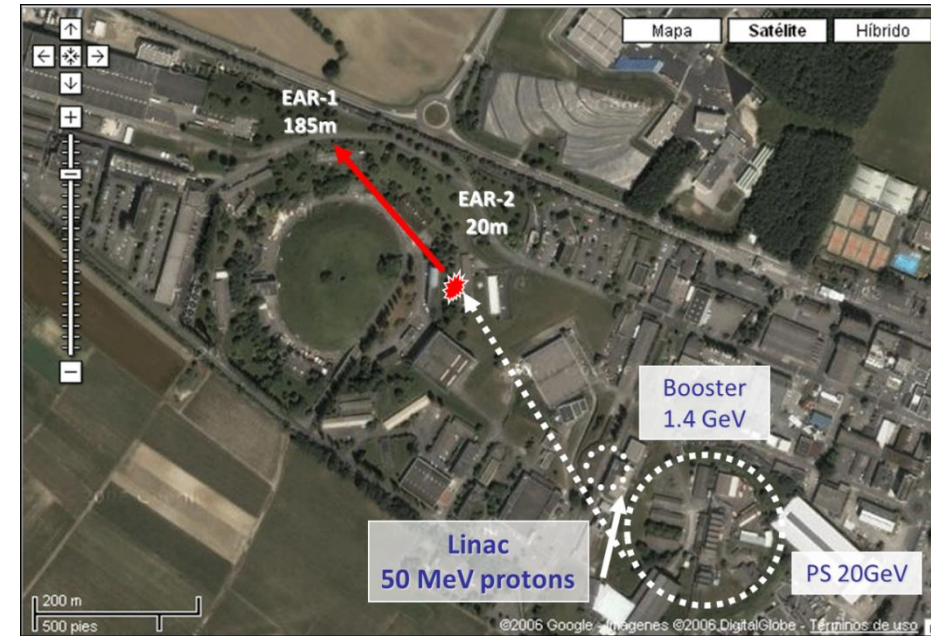 Mapa
Satélite
Híbrido
EAR-1
185m
EAR-2
20m
Booster
1.4 GeV
Linac
50 MeV protons
PS 20GeV
200 m
500 pies
©2006 Google - Imágenes ©2006 DigitalGlobe - Términos de uso